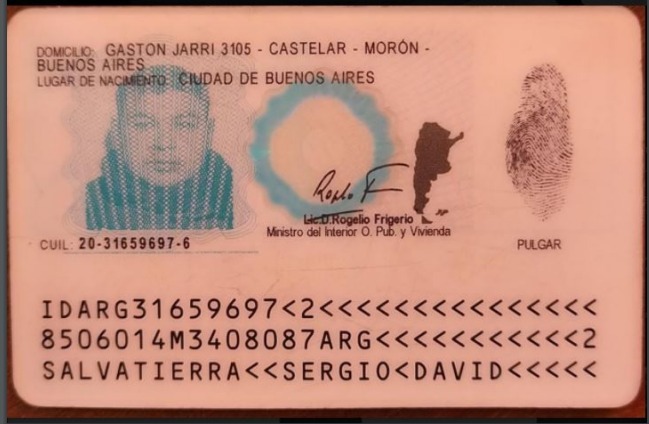 DOMICILIO: GASTON JARRI 3105 - CASTELAR - MORÓN -
BUENOS AIRES
LUGAR DE NACIMIENTO: CIUDAD DE BUENOS AIRES
Lic.D.Rogelio Frigerio
Ministro del Interior O. Pub. y Vivienda
CUIL: 20-31659697-6
PULGAR
IDARG31659697<2<<<<<<<<<<<<<<<
8506014M3408087ARG<<<<<<<<<<<2
SALVATIERRA<<SERGIO<DAVID<<<<<